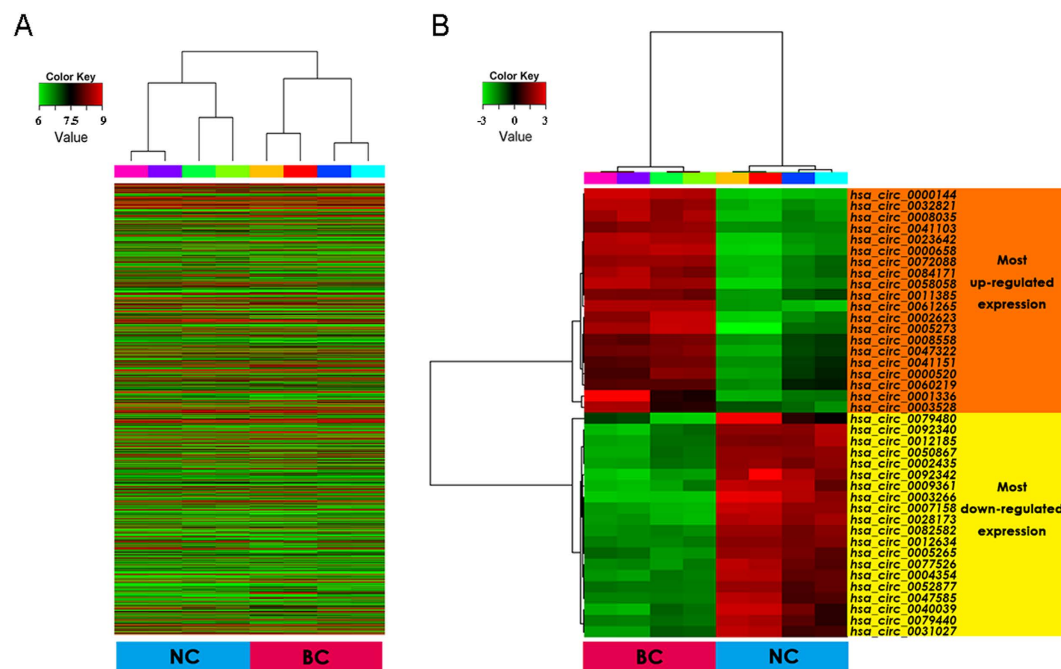 A
Color Key
6 7.5 9
Value
NC
BC
B
Color Key
-3 0 3
Value
hsa_circ_0000144
hsa_circ_0032821
hsa_circ_0008035
hsa_circ_0041103
hsa_circ_0023642
hsa_circ_0000658
hsa_circ_0072088
hsa_circ_0084171
hsa_circ_0058058
hsa_circ_0011385
hsa_circ_0061265
hsa_circ_0002623
hsa_circ_0005273
hsa_circ_0008558
hsa_circ_0047322
hsa_circ_0041151
hsa_circ_0000520
hsa_circ_0060219
hsa_circ_0001336
hsa_circ_0003528
Most
up-regulated
expression
hsa_circ_0079480
hsa_circ_0092340
hsa_circ_0012185
hsa_circ_0050867
hsa_circ_0002435
hsa_circ_0092342
hsa_circ_0009361
hsa_circ_0003266
hsa_circ_0007158
hsa_circ_0028173
hsa_circ_0082582
hsa_circ_0012634
hsa_circ_0005265
hsa_circ_0077526
hsa_circ_0004354
hsa_circ_0052877
hsa_circ_0047585
hsa_circ_0040039
hsa_circ_0079440
hsa_circ_0031027
Most
down-regulated
expression
BC
NC